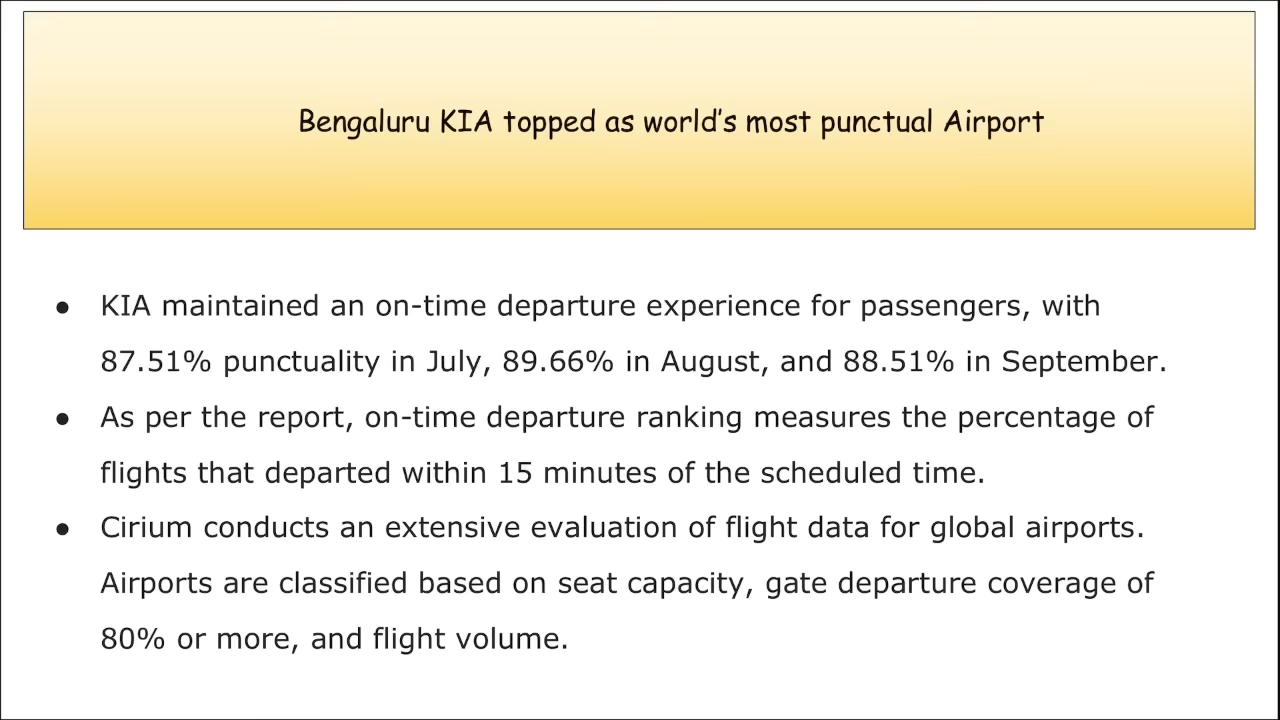 Bengaluru KIA topped as world's most punctual Airport
● KIA maintained an on-time departure experience for passengers, with
87.51% punctuality in July, 89.66% in August, and 88.51% in September.
● As per the report, on-time departure ranking measures the percentage of
flights that departed within 15 minutes of the scheduled time.
● Cirium conducts an extensive evaluation of flight data for global airports.
Airports are classified based on seat capacity, gate departure coverage of
80% or more, and flight volume.